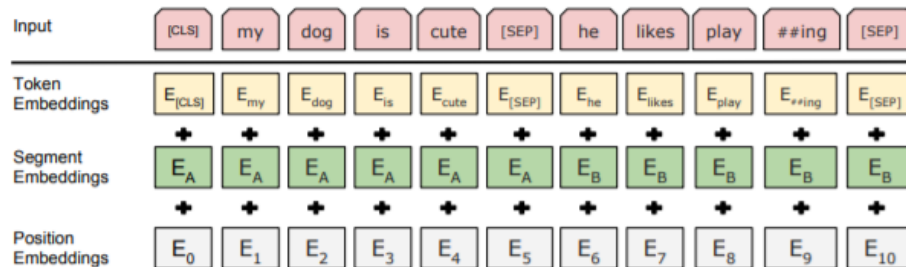 Input [CLS] my dog is cute [SEP] he likes play ##ing [SEP]
Token
Embeddings E[CLS] Emy Edog Eis Ecute E[SEP] Ehe Elikes Eplay E##ing E[SEP]
+ + + + + + + + + + +
Segment
Embeddings EA EA EA EA EA EA EB EB EB EB EB
+ + + + + + + + + + +
Position
Embeddings E0 E1 E2 E3 E4 E5 E6 E7 E8 E9 E10